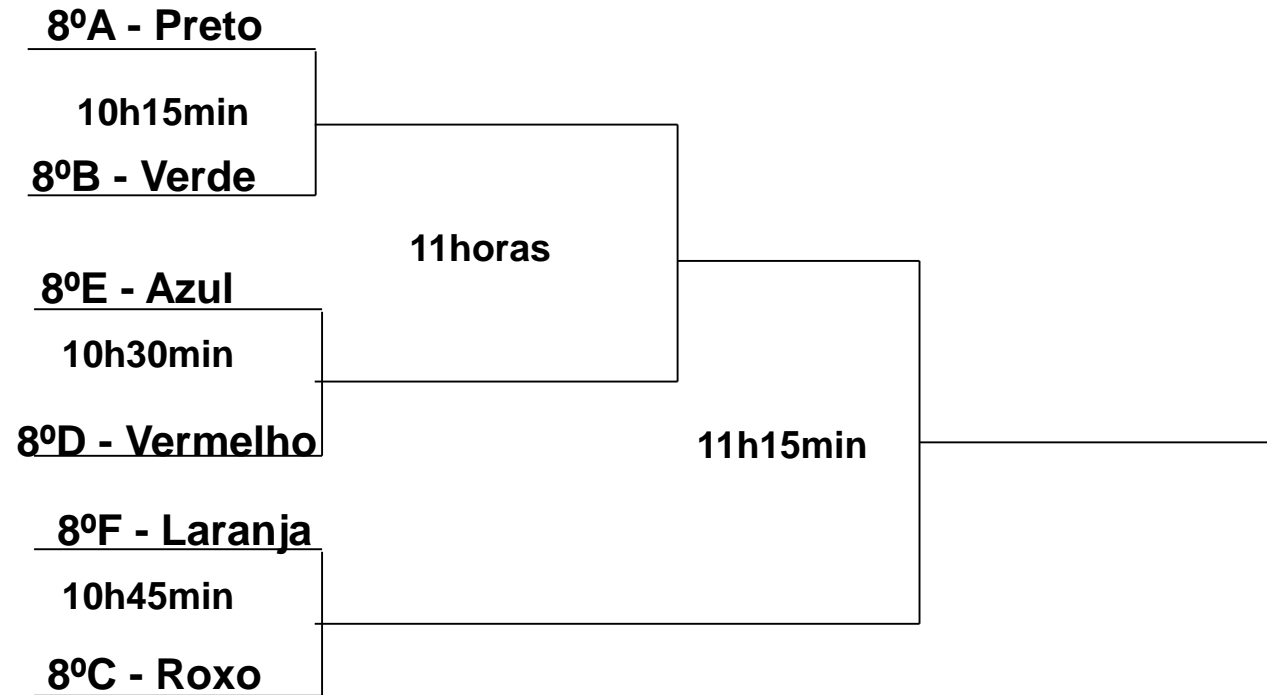 8ºA - Preto
10h15min
8ºB - Verde
11horas
8ºE - Azul
10h30min
8ºD - Vermelho
11h15min
8ºF - Laranja
10h45min
8ºC - Roxo